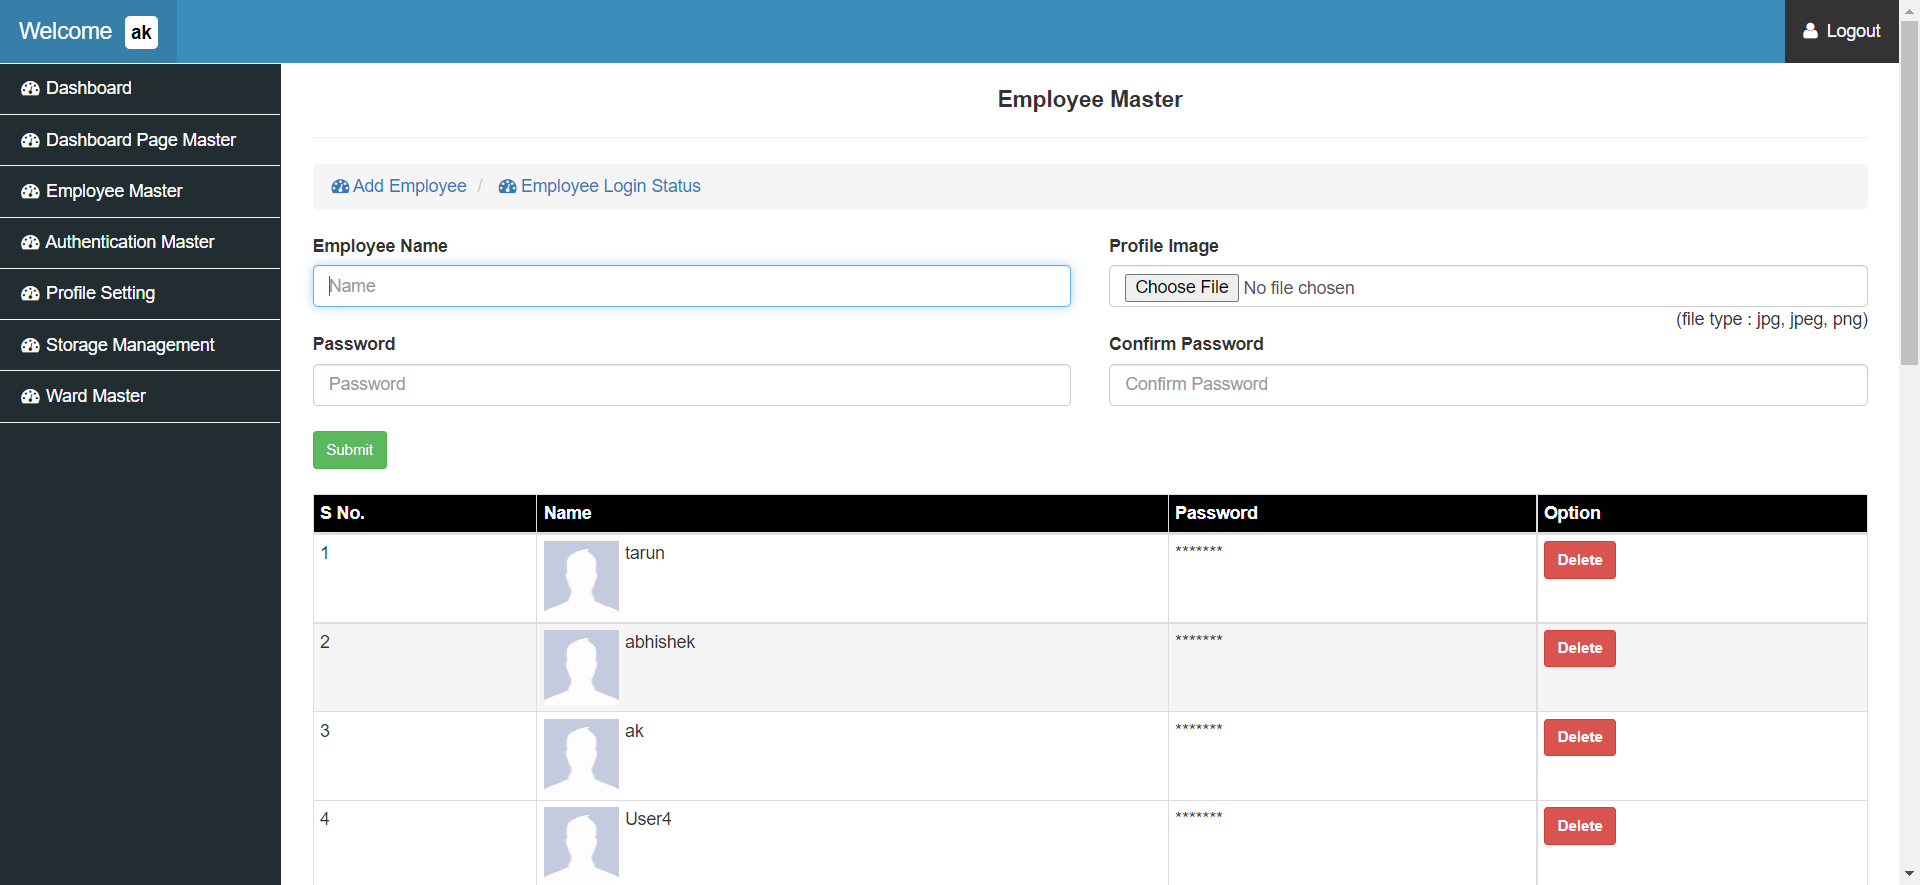 Welcome ak
Logout
Dashboard
Dashboard Page Master
Employee Master
Authentication Master
Profile Setting
Storage Management
Ward Master
Employee Master
Add Employee / Employee Login Status
Employee Name
Name
Profile Image
Choose File No file chosen
(file type : jpg, jpeg, png)
Password
Password
Confirm Password
Confirm Password
Submit
S No. Name Password Option
1 tarun ******* Delete
2 abhishek ******* Delete
3 ak ******* Delete
4 User4 ******* Delete